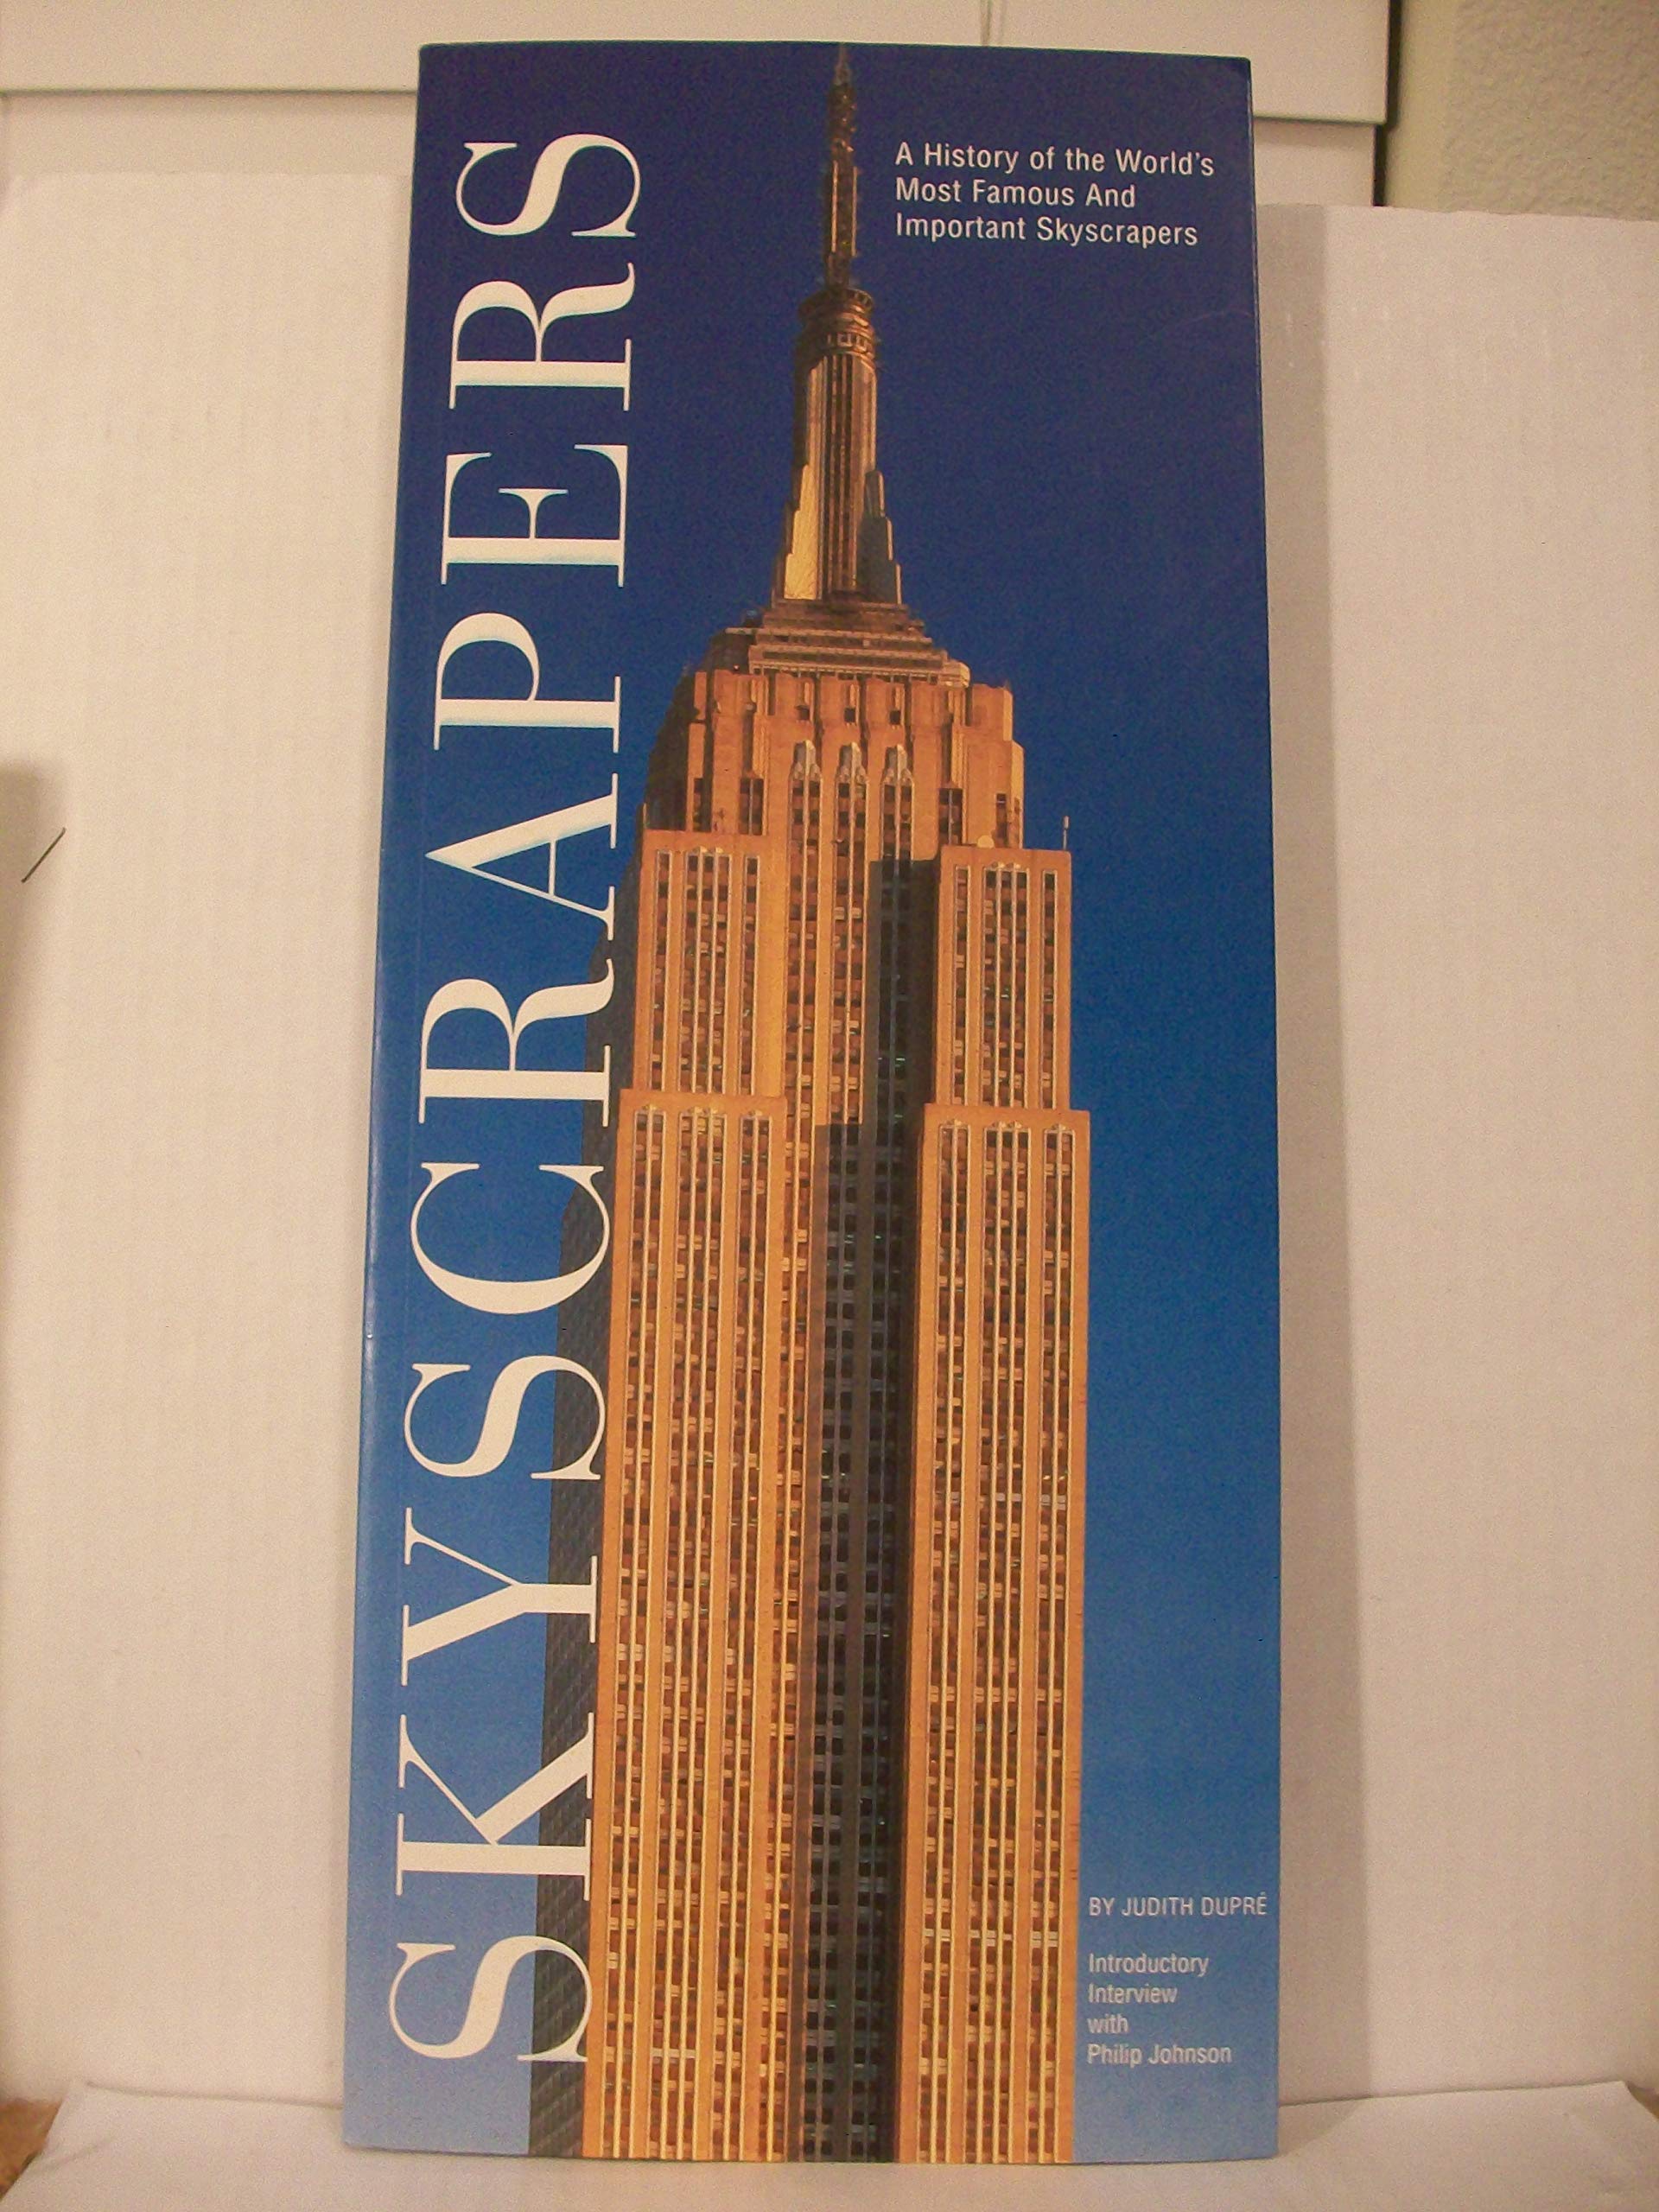 SKYSCRAPERS
A History of the World's
Most Famous And
Important Skyscrapers
BY JUDITH DUPRÉ
Introductory
Interview
with
Philip Johnson